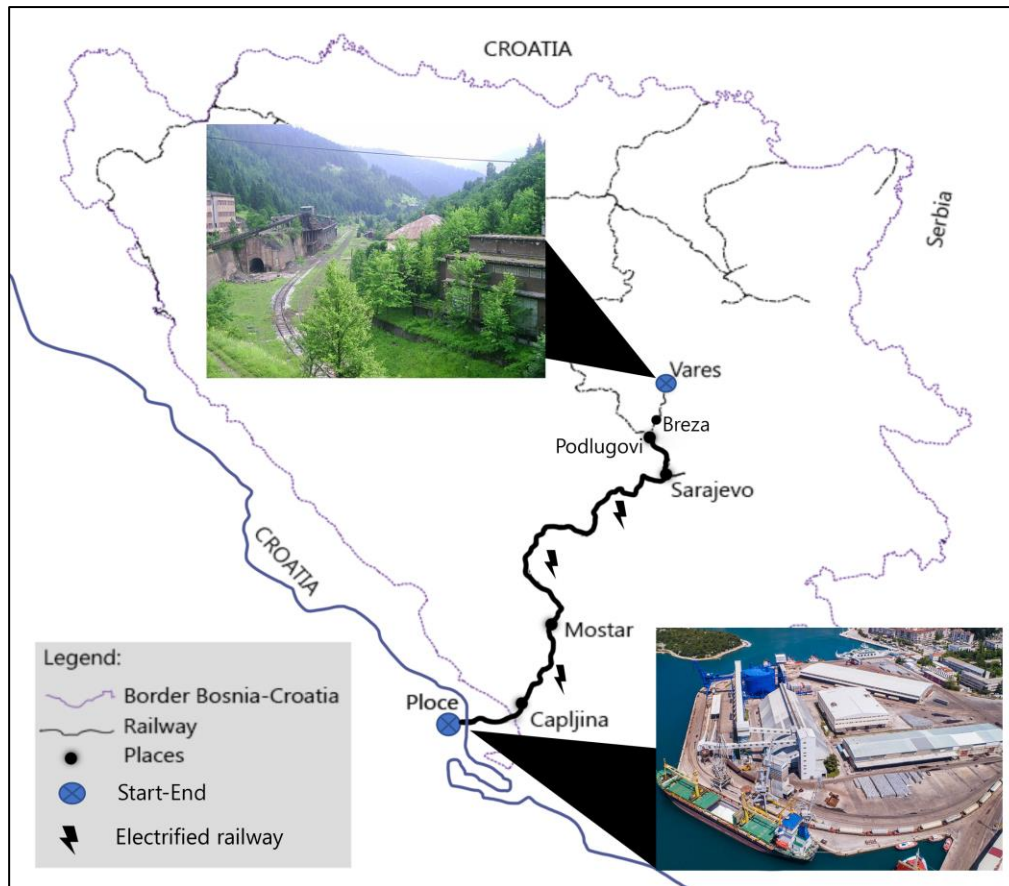 CROATIA
Serbia
Vares
Breza
Podlugovi
Sarajevo
CROATIA
Mostar
Ploce
Capljina
Legend:
Border Bosnia-Croatia
Railway
Places
Start-End
Electrified railway